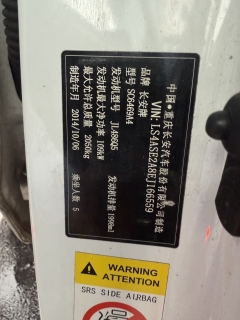 中国·重庆长安汽车股份有限公司制造
VIN: LS4ASE2A8EJ166559
品牌 长安牌
型号 SC6469A4
发动机型号 JL486Q5 发动机排量 1998ml
发动机最大净功率 109kW
最大允许总质量 2050kg
制造年月 2014/10/06 乘坐人数 5
WARNING
ATTENTION
SRS SIDE AIRBAG